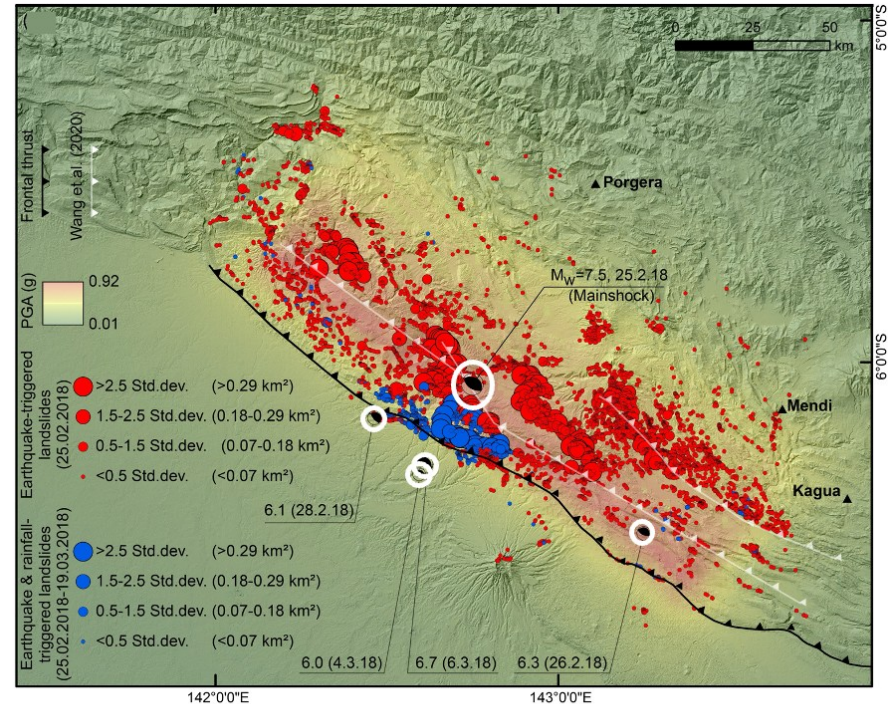 (
0 25 50
km
5°0'0"S
Frontal thrust
Wang et al. (2020)
Porgera
PGA (g)
0.92
0.01
Mw=7.5, 25.2.18
(Mainshock)
6°0'0"S
Earthquake-triggered
landslides
(25.02.2018)
>2.5 Std.dev. (>0.29 km²)
1.5-2.5 Std.dev. (0.18-0.29 km²)
0.5-1.5 Std.dev. (0.07-0.18 km²)
<0.5 Std.dev. (<0.07 km²)
Mendi
Kagua
6.1 (28.2.18)
Earthquake & rainfall-
triggered landslides
(25.02.2018-19.03.2018)
>2.5 Std.dev. (>0.29 km²)
1.5-2.5 Std.dev. (0.18-0.29 km²)
0.5-1.5 Std.dev. (0.07-0.18 km²)
<0.5 Std.dev. (<0.07 km²)
6.0 (4.3.18) 6.7 (6.3.18) 6.3 (26.2.18)
142°0'0"E 143°0'0"E